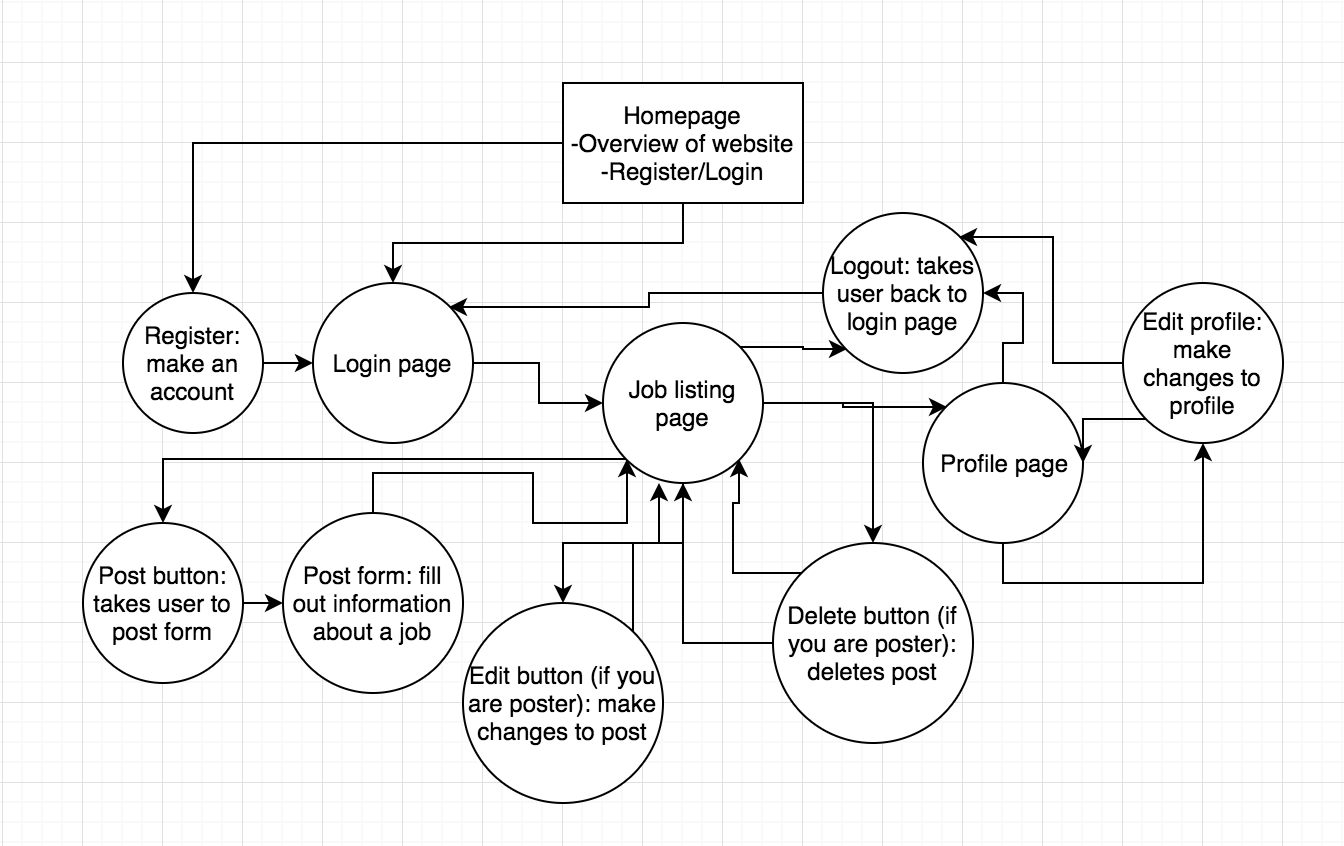 Homepage
-Overview of website
-Register/Login
Logout: takes
user back to
login page
Edit profile:
make
changes to
profile
Register:
make an
account
Login page
Job listing
page
Profile page
Post button:
takes user to
post form
Post form: fill
out information
about a job
Edit button (if you
are poster): make
changes to post
Delete button (if
you are poster):
deletes post